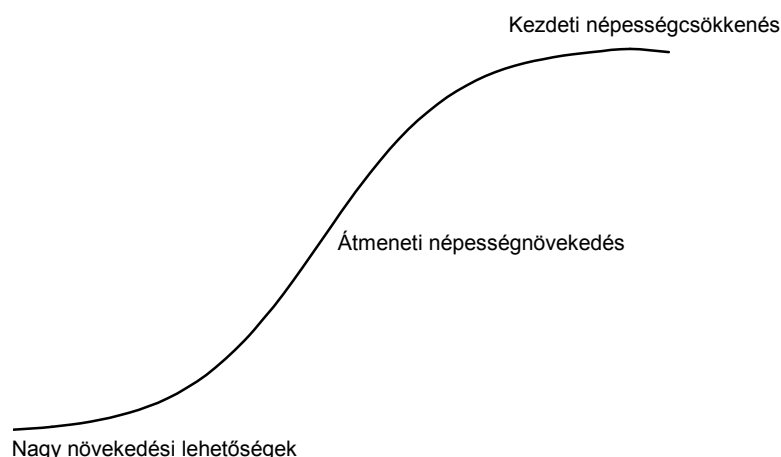 Kezdeti népességcsökkenés
Átmeneti népességnövekedés
Nagy növekedési lehetőségek